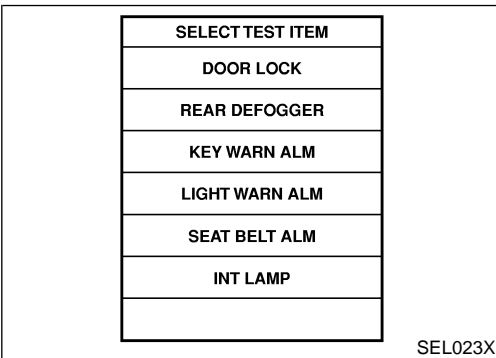 SELECT TEST ITEM
DOOR LOCK
REAR DEFOGGER
KEY WARN ALM
LIGHT WARN ALM
SEAT BELT ALM
INT LAMP
SEL023X